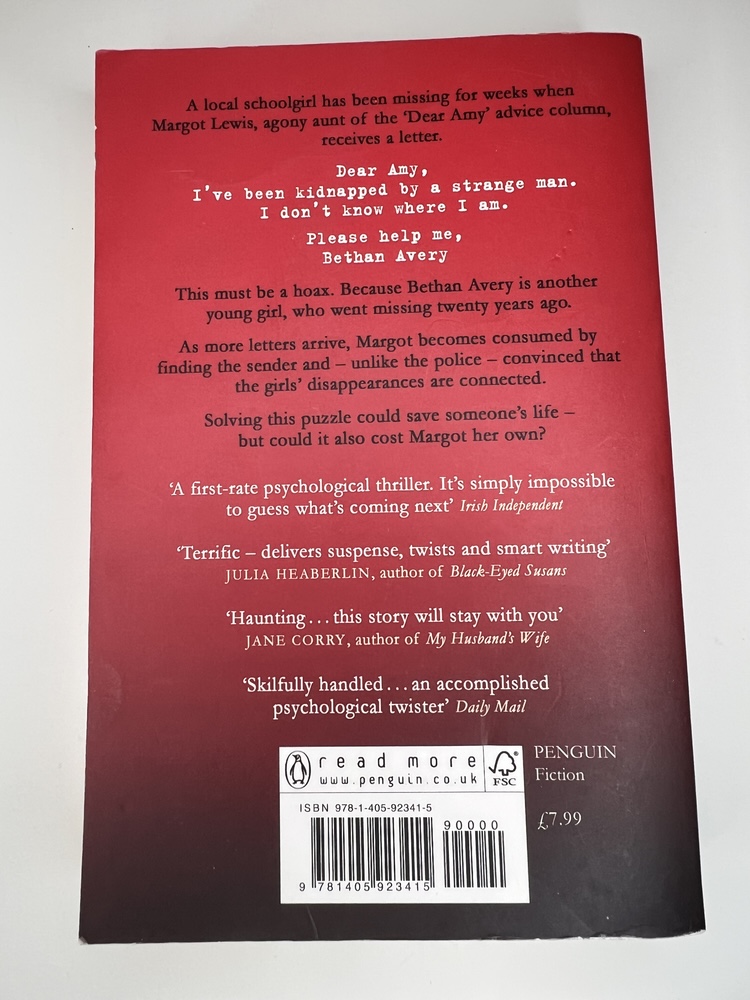 A local schoolgirl has been missing for weeks when
Margot Lewis, agony aunt of the ‘Dear Amy’ advice column,
receives a letter.
Dear Amy,
I've been kidnapped by a strange man.
I don't know where I am.
Please help me,
Bethan Avery
This must be a hoax. Because Bethan Avery is another
young girl, who went missing twenty years ago.
As more letters arrive, Margot becomes consumed by
finding the sender and – unlike the police – convinced that
the girls’ disappearances are connected.
Solving this puzzle could save someone’s life –
but could it also cost Margot her own?
‘A first-rate psychological thriller. It’s simply impossible
to guess what’s coming next’ Irish Independent
‘Terrific – delivers suspense, twists and smart writing’
JULIA HEABERLIN, author of Black-Eyed Susans
‘Haunting... this story will stay with you’
JANE CORRY, author of My Husband’s Wife
‘Skilfully handled... an accomplished
psychological twister’ Daily Mail
read more
www.penguin.co.uk
FSC®
PENGUIN
Fiction
£7.99
ISBN 978-1-405-92341-5
90000
9 781405 923415